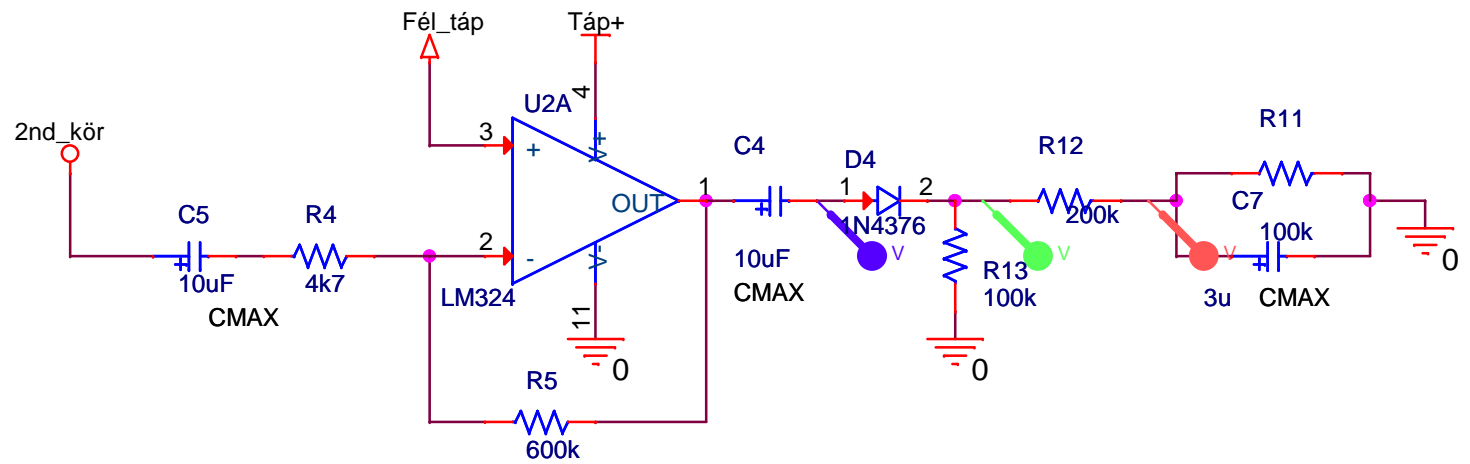 Fél_táp
Táp+
2nd_kör
C5
10uF
CMAX
R4
4k7
U2A
3
+
4
V+
OUT
1
2
-
V-
11
LM324
0
R5
600k
C4
10uF
CMAX
D4
1
2
1N4376
V
R13
100k
0
V
R12
200k
V
R11
100k
C7
3u
CMAX
0